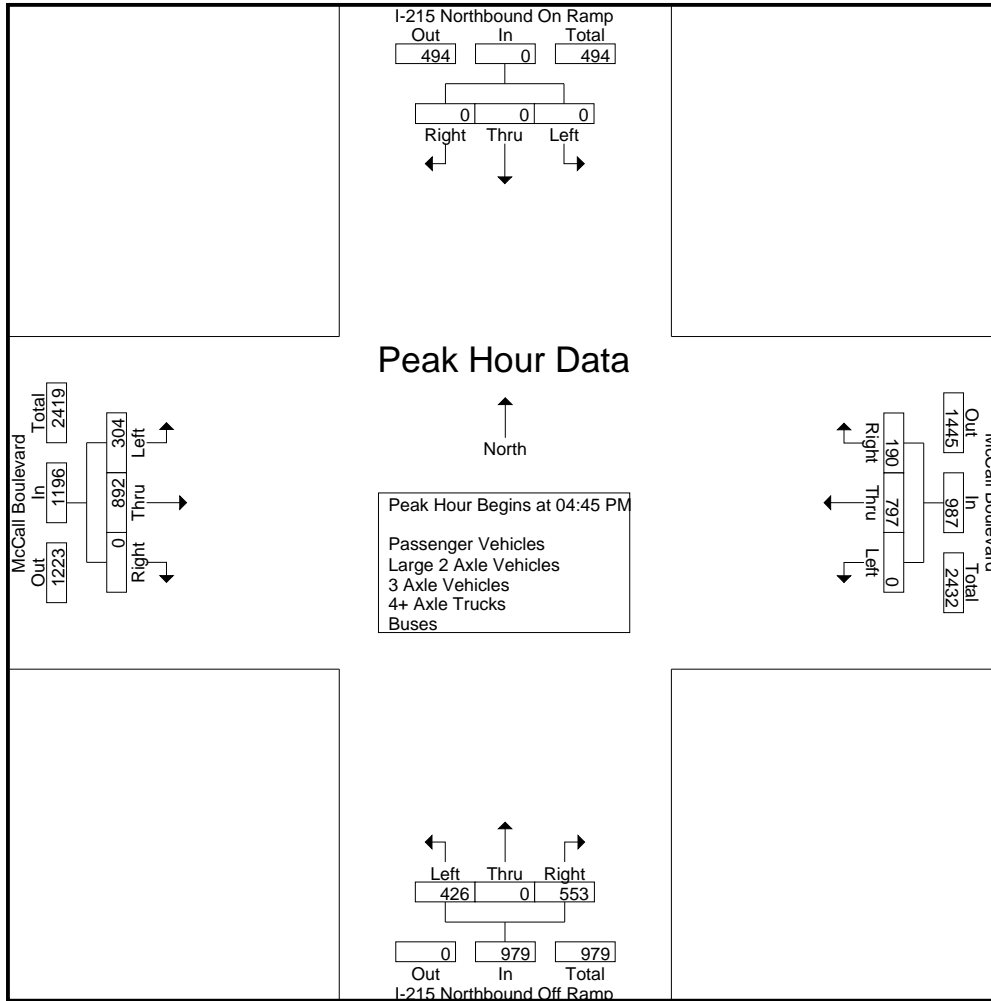 I-215 Northbound On Ramp
Out In Total
494 0 494
0 0 0
Right Thru Left
Peak Hour Data
North
Peak Hour Begins at 04:45 PM
Passenger Vehicles
Large 2 Axle Vehicles
3 Axle Vehicles
4+ Axle Trucks
Buses
McCall Boulevard
Out In Total
1223 1196 2419
Left Thru Right
304 892 0
McCall Boulevard
Out In Total
1445 987 2432
Right Thru Left
190 797 0
Left Thru Right
426 0 553
0 979 979
Out In Total
I-215 Northbound Off Ramp